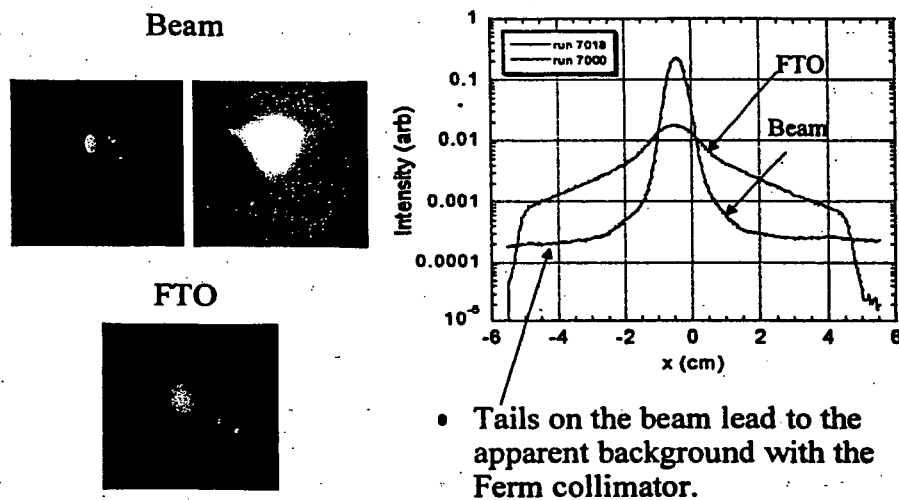 Beam
FTO
1
0.1
0.01
0.001
0.0001
10⁻⁵
Intensity (arb)
run 7018
run 7000
FTO
Beam
-6
-4
-2
0
2
4
6
x (cm)
• Tails on the beam lead to the
apparent background with the
Ferm collimator.